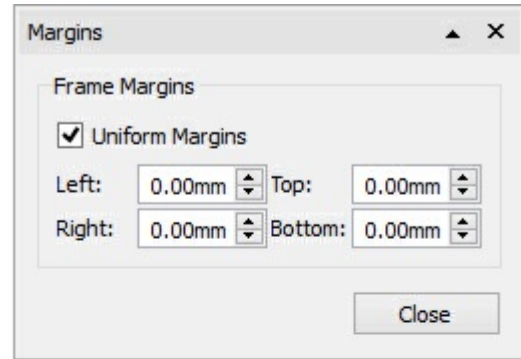 Margins
Frame Margins
Uniform Margins
Left: 0.00mm Top: 0.00mm
Right: 0.00mm Bottom: 0.00mm
Close